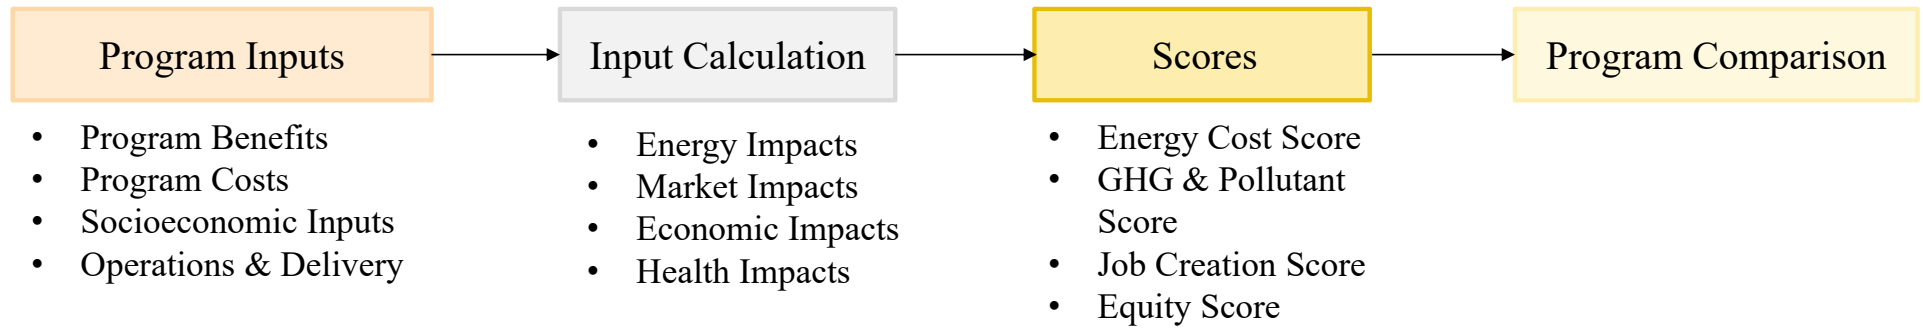 Program Inputs
• Program Benefits
• Program Costs
• Socioeconomic Inputs
• Operations & Delivery
Input Calculation
• Energy Impacts
• Market Impacts
• Economic Impacts
• Health Impacts
Scores
• Energy Cost Score
• GHG & Pollutant
Score
• Job Creation Score
• Equity Score
Program Comparison